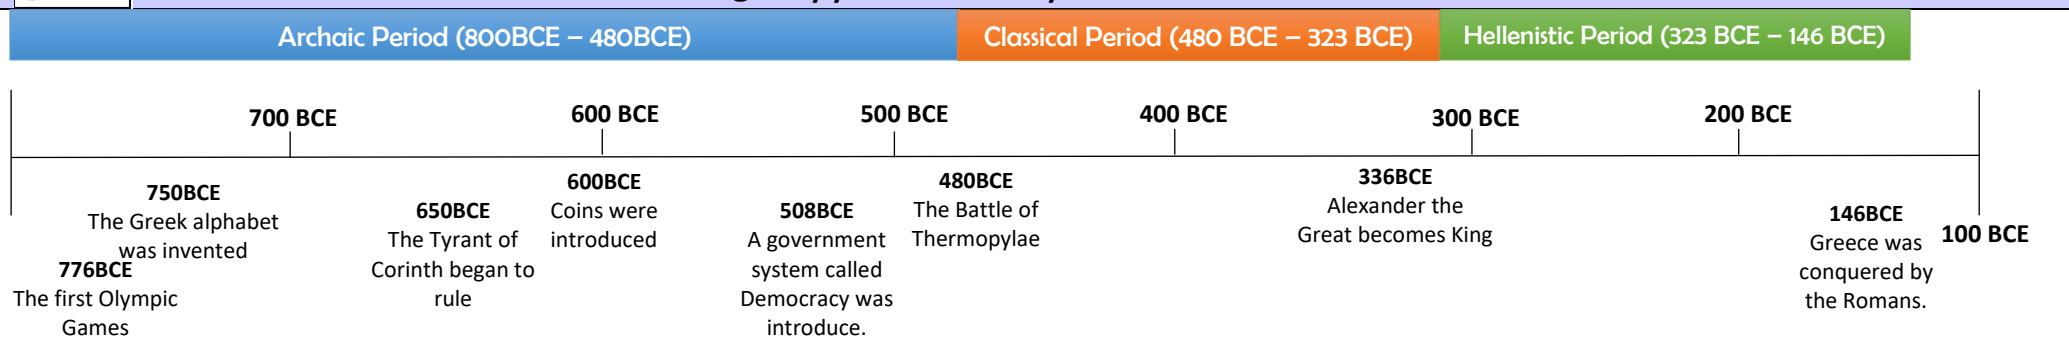 Archaic Period (800BCE – 480BCE)
Classical Period (480 BCE – 323 BCE)
Hellenistic Period (323 BCE – 146 BCE)
700 BCE
600 BCE
500 BCE
400 BCE
300 BCE
200 BCE
100 BCE
776BCE
The first Olympic
Games
750BCE
The Greek alphabet
was invented
650BCE
The Tyrant of
Corinth began to
rule
600BCE
Coins were
introduced
508BCE
A government
system called
Democracy was
introduce.
480BCE
The Battle of
Thermopylae
336BCE
Alexander the
Great becomes King
146BCE
Greece was
conquered by
the Romans.